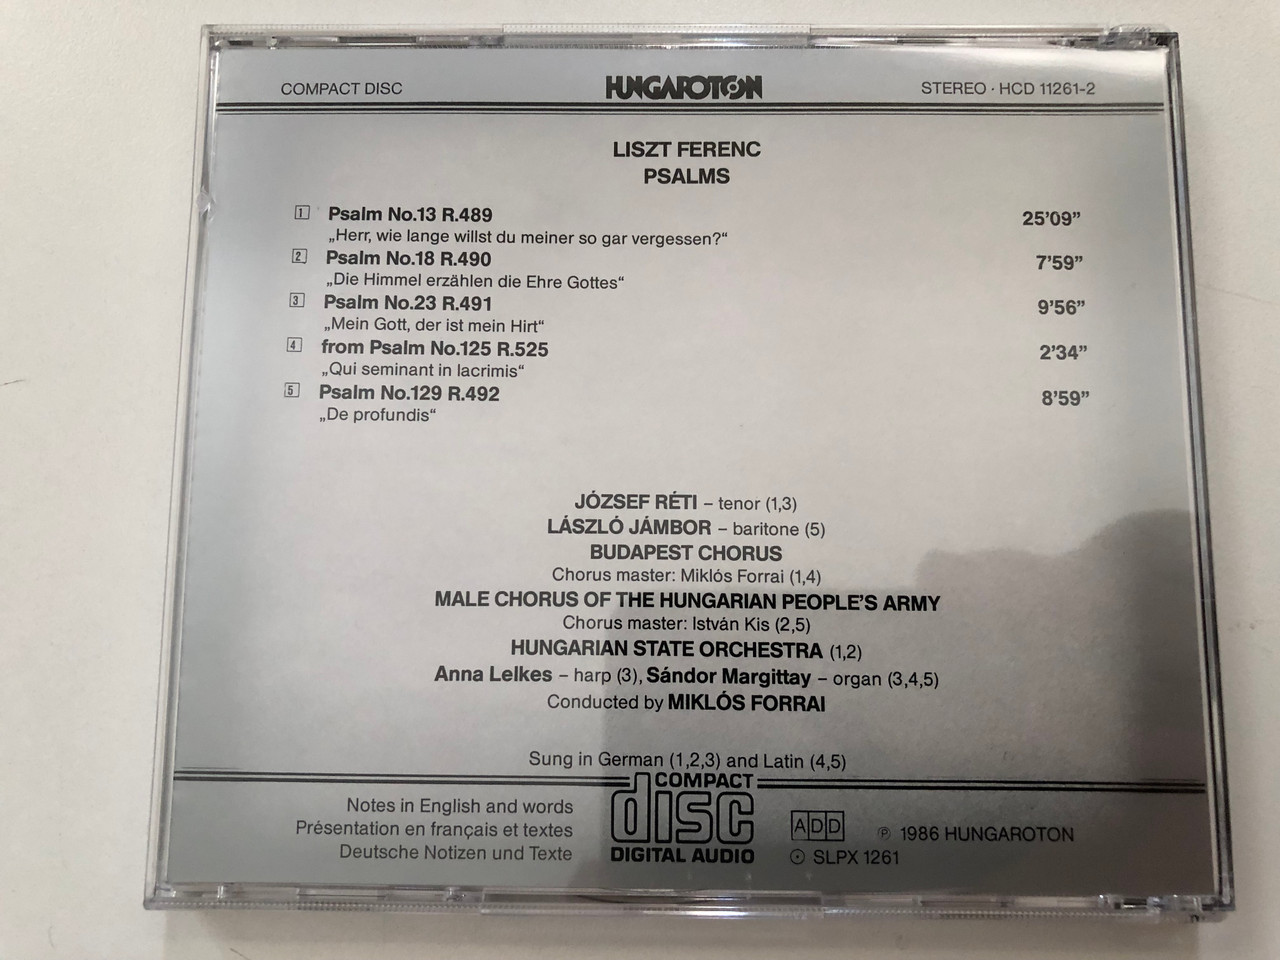 COMPACT DISC HUNGAROTON STEREO · HCD 11261-2
LISZT FERENC
PSALMS
1 Psalm No.13 R.489 25'09"
„Herr, wie lange willst du meiner so gar vergessen?“
2 Psalm No.18 R.490 7'59"
„Die Himmel erzählen die Ehre Gottes“
3 Psalm No.23 R.491 9'56"
„Mein Gott, der ist mein Hirt“
4 from Psalm No.125 R.525 2'34"
„Qui seminant in lacrimis“
5 Psalm No.129 R.492 8'59"
„De profundis“
JÓZSEF RÉTI – tenor (1,3)
LÁSZLÓ JÁMBOR – baritone (5)
BUDAPEST CHORUS
Chorus master: Miklós Forrai (1,4)
MALE CHORUS OF THE HUNGARIAN PEOPLE'S ARMY
Chorus master: István Kis (2,5)
HUNGARIAN STATE ORCHESTRA (1,2)
Anna Lelkes – harp (3), Sándor Margittay – organ (3,4,5)
Conducted by MIKLÓS FORRAI
Sung in German (1,2,3) and Latin (4,5)
Notes in English and words
Présentation en français et textes
Deutsche Notizen und Texte
COMPACT
disc
DIGITAL AUDIO
ADD ℗ 1986 HUNGAROTON
⊙ SLPX 1261